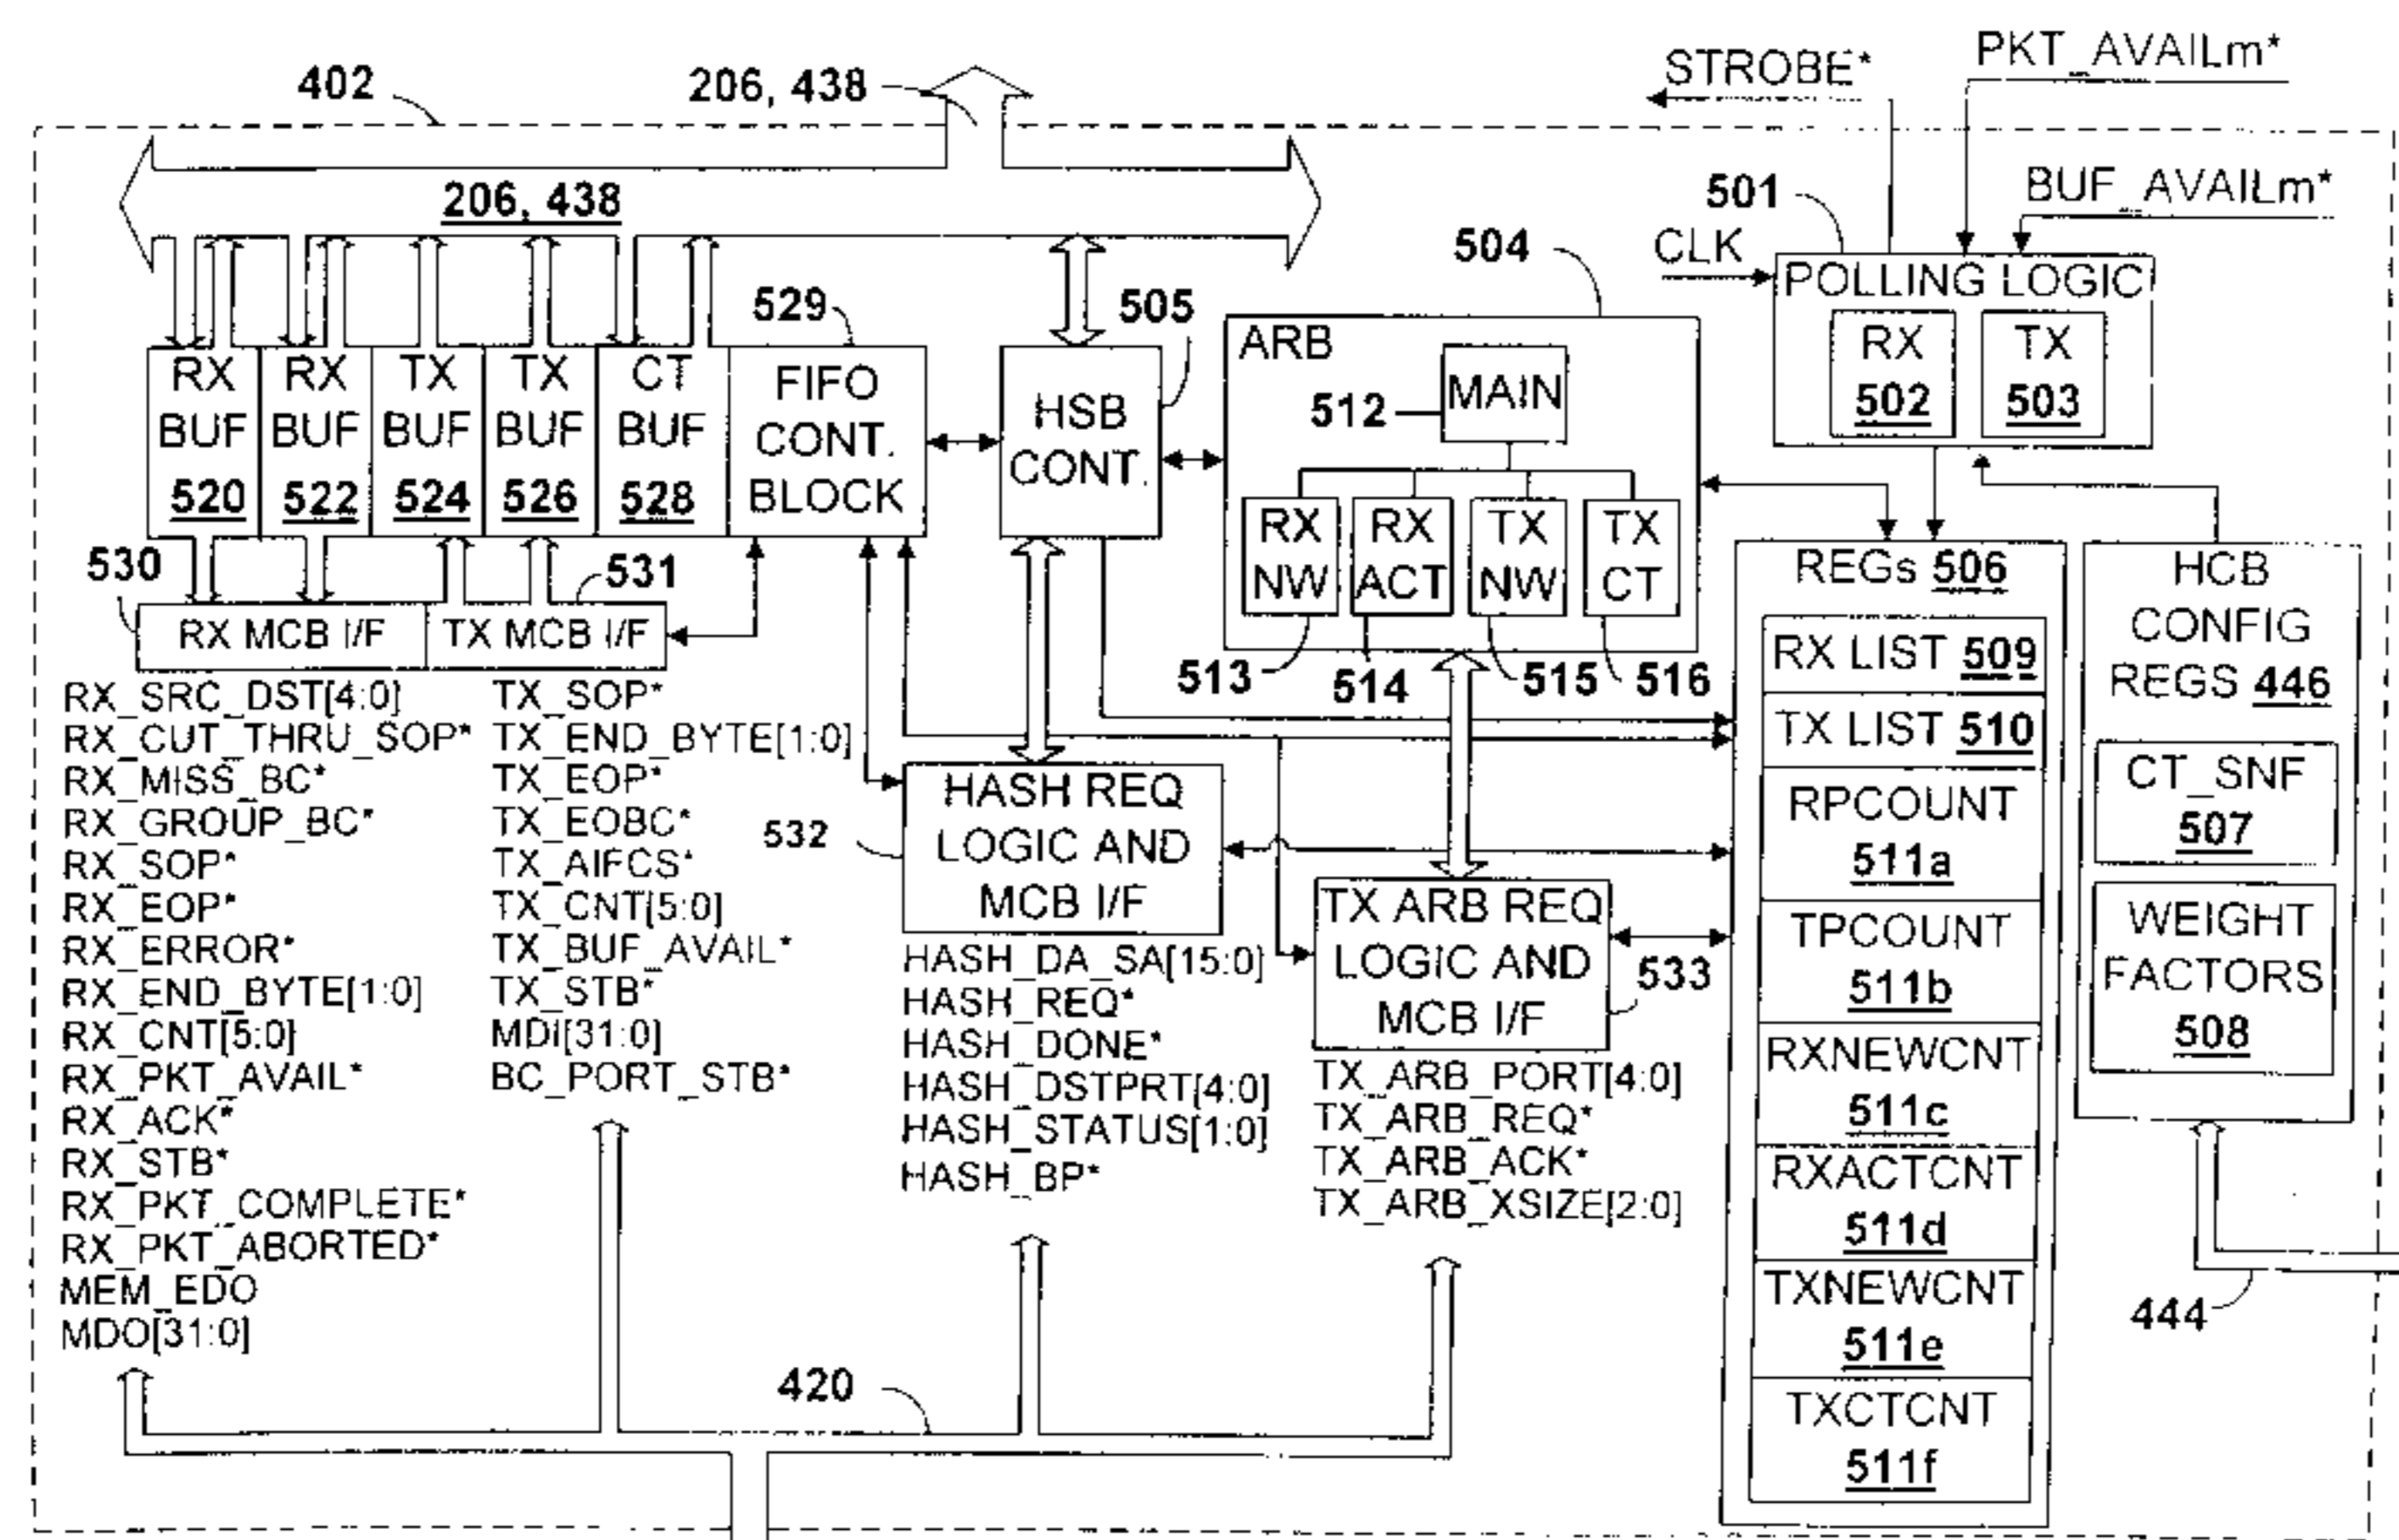 402
206, 438
STROBE*
PKT_AVAILm*
206, 438
501
BUF_AVAILm*
504
CLK
529
505
POLLING LOGIC
RX
502
TX
503
RX
BUF
520
RX
BUF
522
TX
BUF
524
TX
BUF
526
CT
BUF
528
FIFO
CONT.
BLOCK
HSB
CONT.
ARB
MAIN
512
RX
NW
RX
ACT
TX
NW
TX
CT
513
514
515
516
530
531
RX MCB I/F
TX MCB I/F
RX_SRC_DST[4:0]
RX_CUT_THRU_SOP*
RX_MISS_BC*
RX_GROUP_BC*
RX_SOP*
RX_EOP*
RX_ERROR*
RX_END_BYTE[1:0]
RX_CNT[5:0]
RX_PKT_AVAIL*
RX_ACK*
RX_STB*
RX_PKT_COMPLETE*
RX_PKT_ABORTED*
MEM_EDO
MDO[31:0]
TX_SOP*
TX_END_BYTE[1:0]
TX_EOP*
TX_EOBC*
TX_AIFCS*
TX_CNT[5:0]
TX_BUF_AVAIL*
TX_STB*
MDI[31:0]
BC_PORT_STB*
532
HASH REQ
LOGIC AND
MCB I/F
HASH_DA_SA[15:0]
HASH_REQ*
HASH_DONE*
HASH_DSTPRT[4:0]
HASH_STATUS[1:0]
HASH_BP*
TX ARB REQ
LOGIC AND
MCB I/F
533
TX_ARB_PORT[4:0]
TX_ARB_REQ*
TX_ARB_ACK*
TX_ARB_XSIZE[2:0]
REGs 506
RX LIST 509
TX LIST 510
RPCOUNT
511a
TPCOUNT
511b
RXNEWCNT
511c
RXACTCNT
511d
TXNEWCNT
511e
TXCTCNT
511f
HCB
CONFIG
REGS 446
CT_SNF
507
WEIGHT
FACTORS
508
444
420